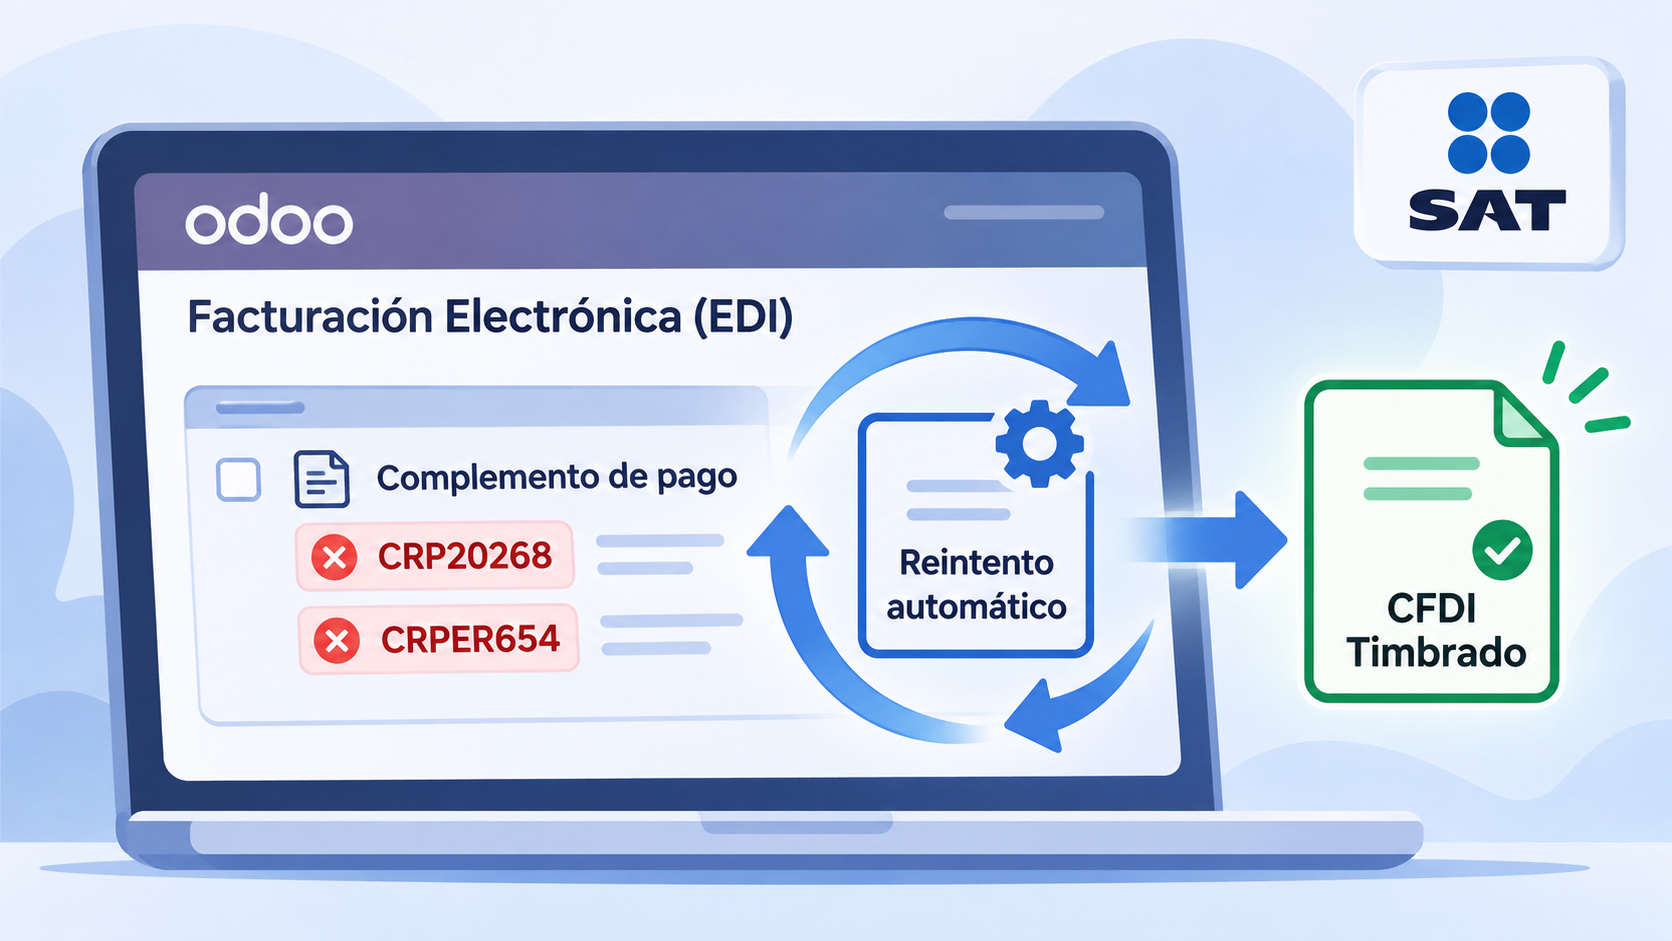 odoo
Facturación Electrónica (EDI)
Complemento de pago
CRP20268
CRPER654
Reintento
automático
SAT
CFDI
Timbrado